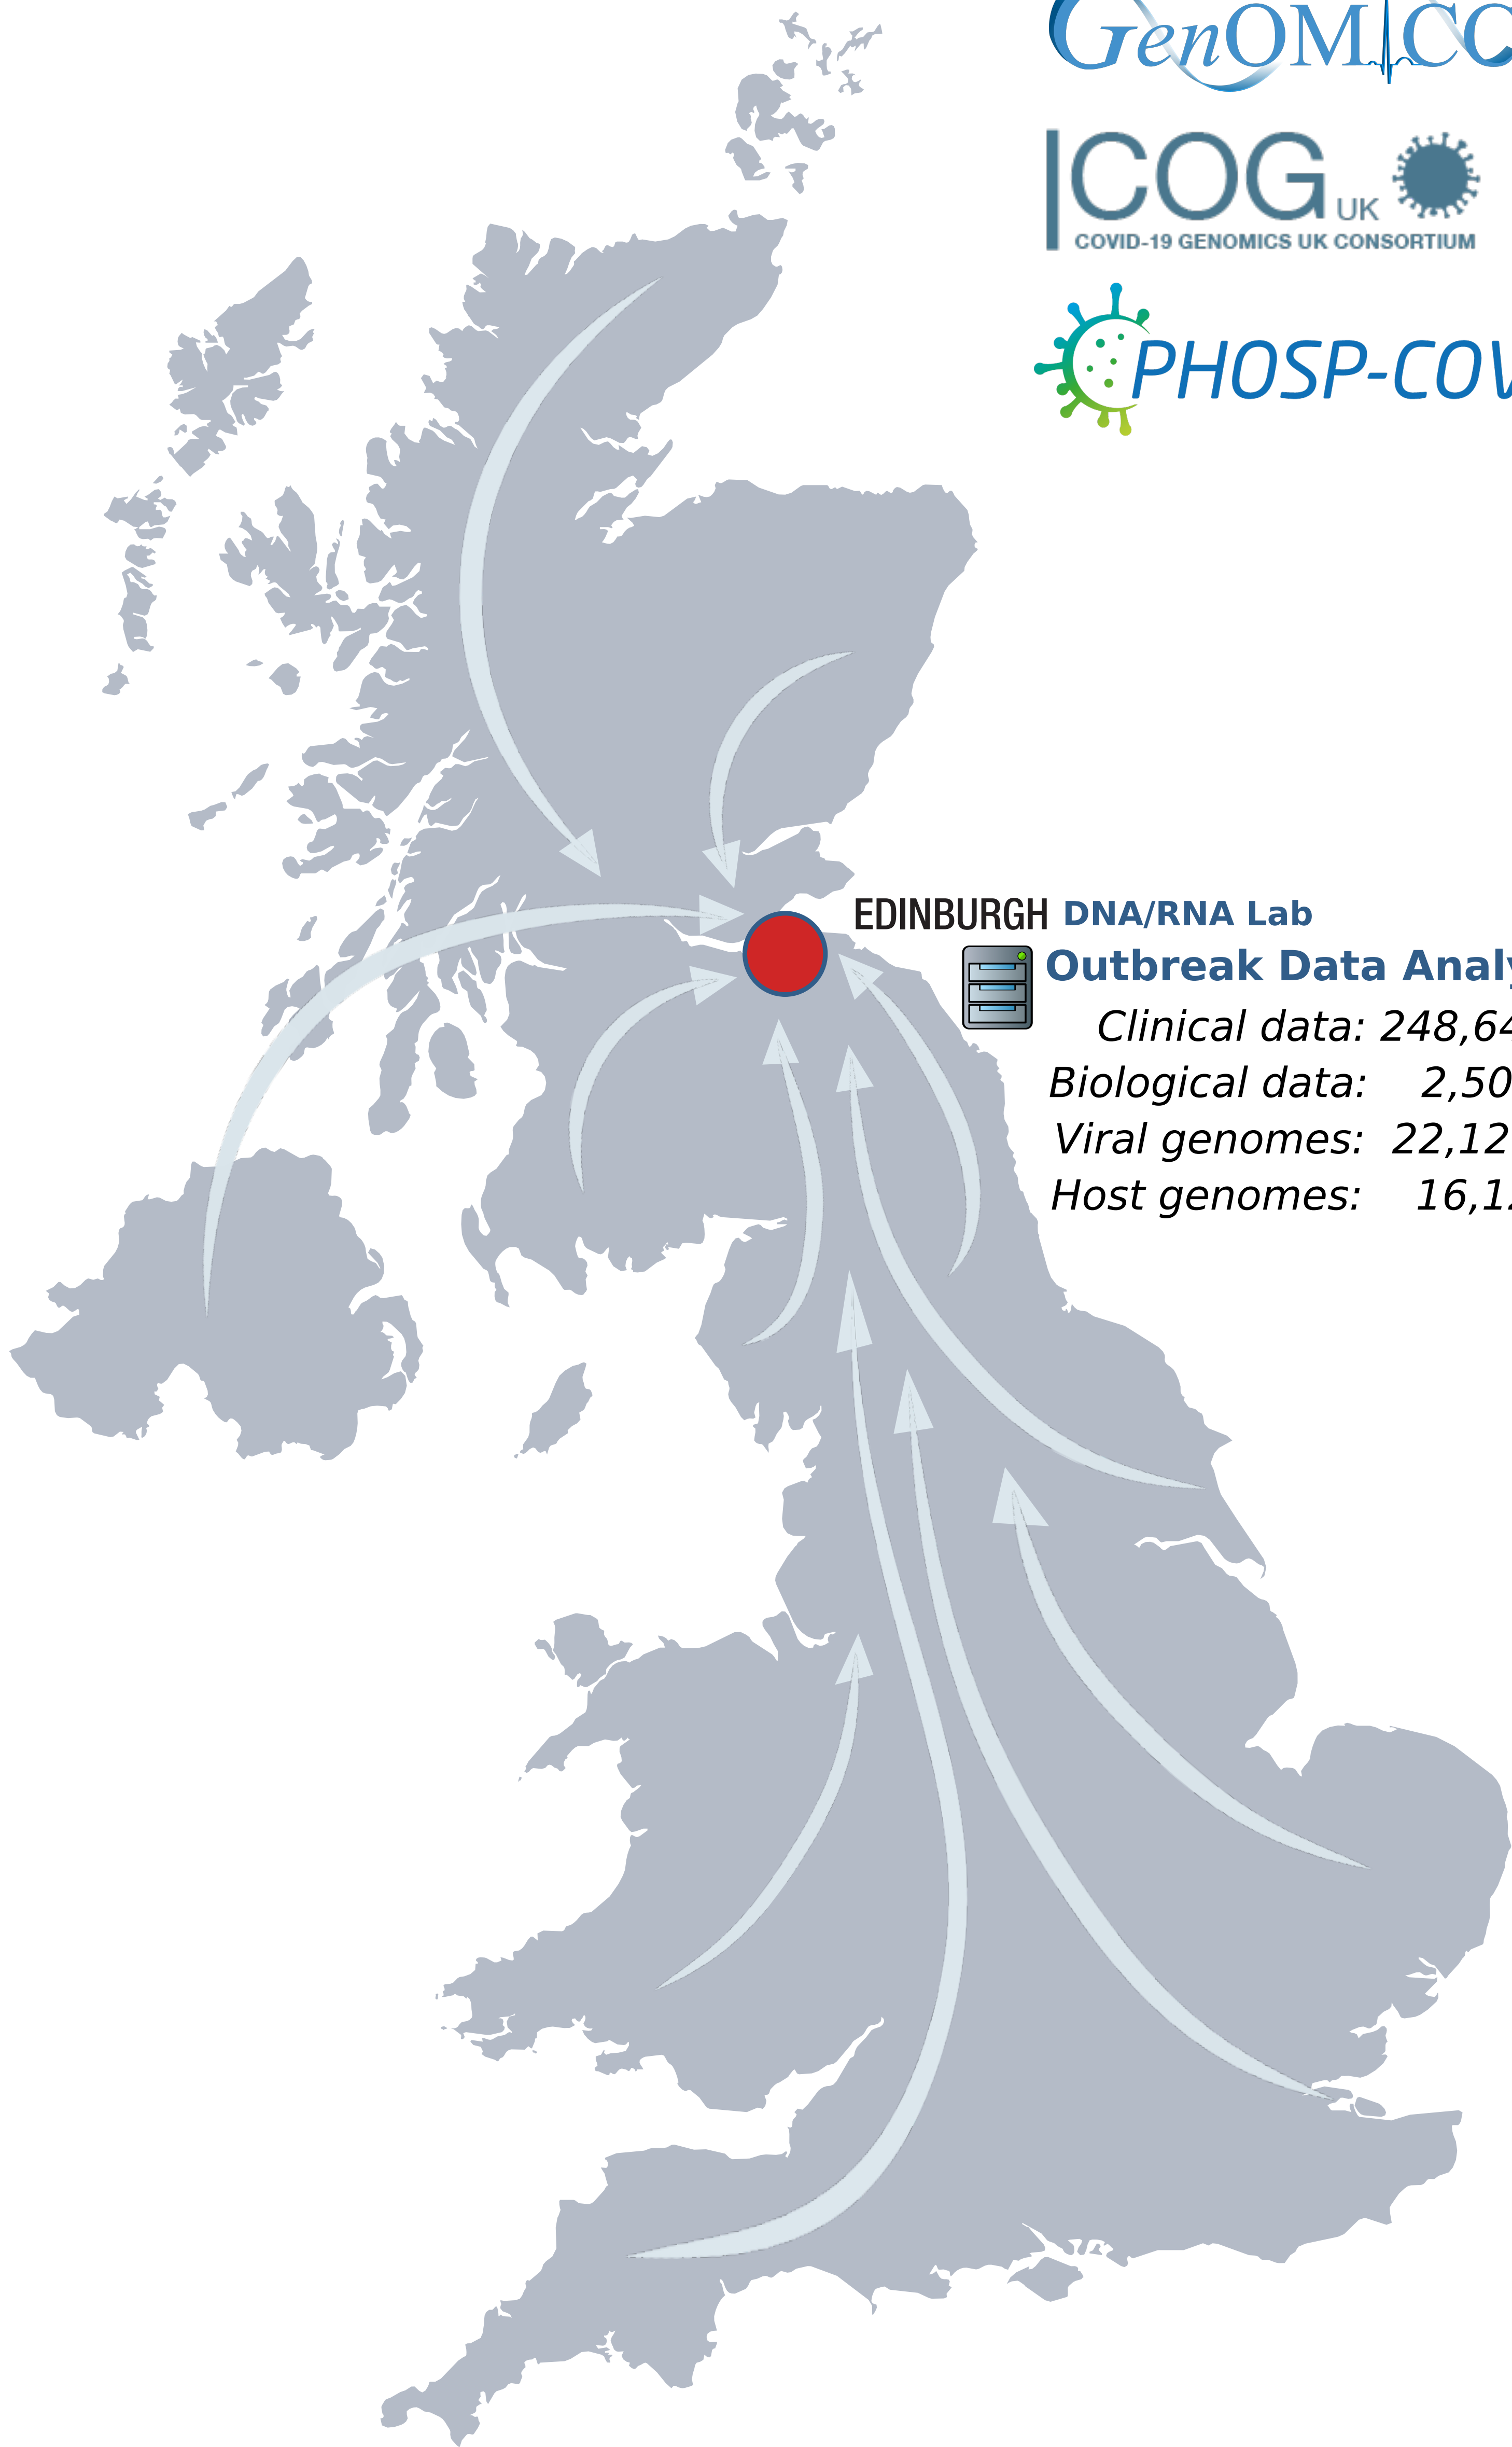 GenOMICC
COG UK
COVID-19 GENOMICS UK CONSORTIUM
PHOSP-COV
EDINBURGH DNA/RNA Lab
Outbreak Data Analy
Clinical data: 248,64
Biological data: 2,50
Viral genomes: 22,12
Host genomes: 16,12